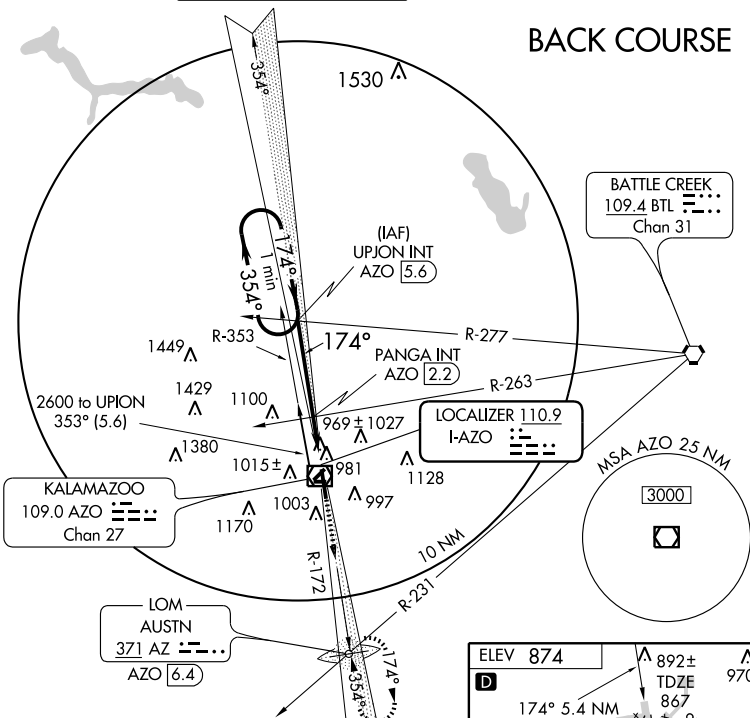 BACK COURSE
354°
1530
BATTLE CREEK
109.4 BTL
Chan 31
(IAF)
UPJON INT
AZO 5.6
174°
1 min
354°
R-277
R-353
174°
1449
PANGA INT
AZO 2.2
R-263
2600 to UPION
353° (5.6)
1429
1100
969 ± 1027
LOCALIZER 110.9
I-AZO
1380
1015±
981
1128
MSA AZO 25 NM
3000
KALAMAZOO
109.0 AZO
Chan 27
1170
1003
997
10 NM
R-172
R-231
LOM
AUSTN
371 AZ
AZO 6.4
174°
354°
ELEV 874
D
892±
970
TDZE
867
174° 5.4 NM